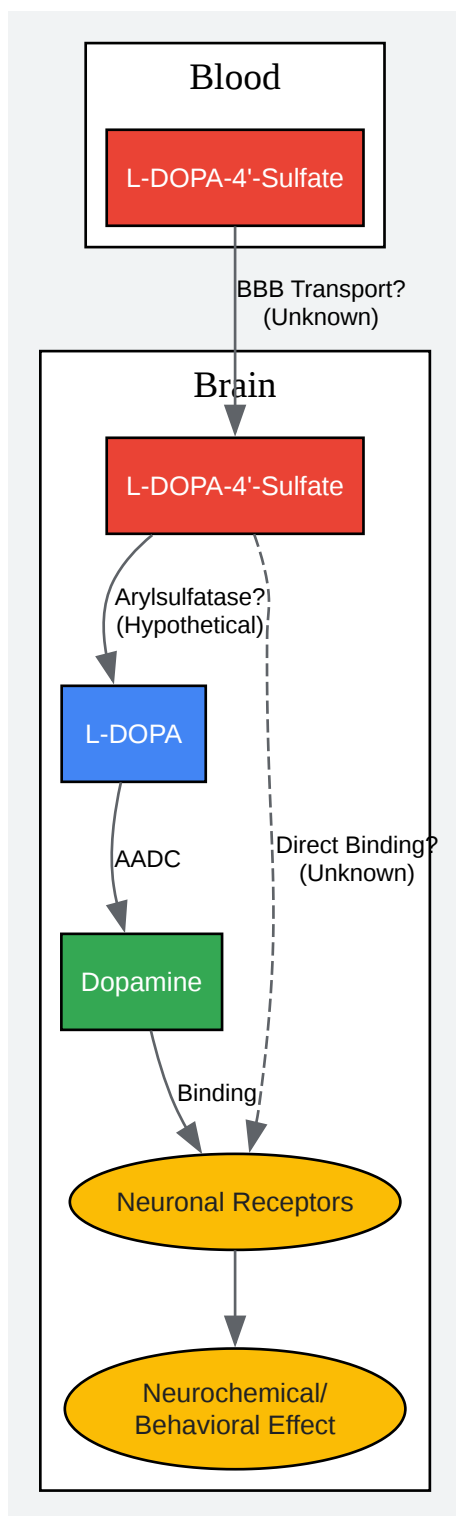 Blood
L-DOPA-4'-Sulfate
BBB Transport?
(Unknown)
Brain
L-DOPA-4'-Sulfate
Arylsulfatase?
(Hypothetical)
L-DOPA
Direct Binding?
(Unknown)
AADC
Dopamine
Binding
Neuronal Receptors
Neurochemical/
Behavioral Effect